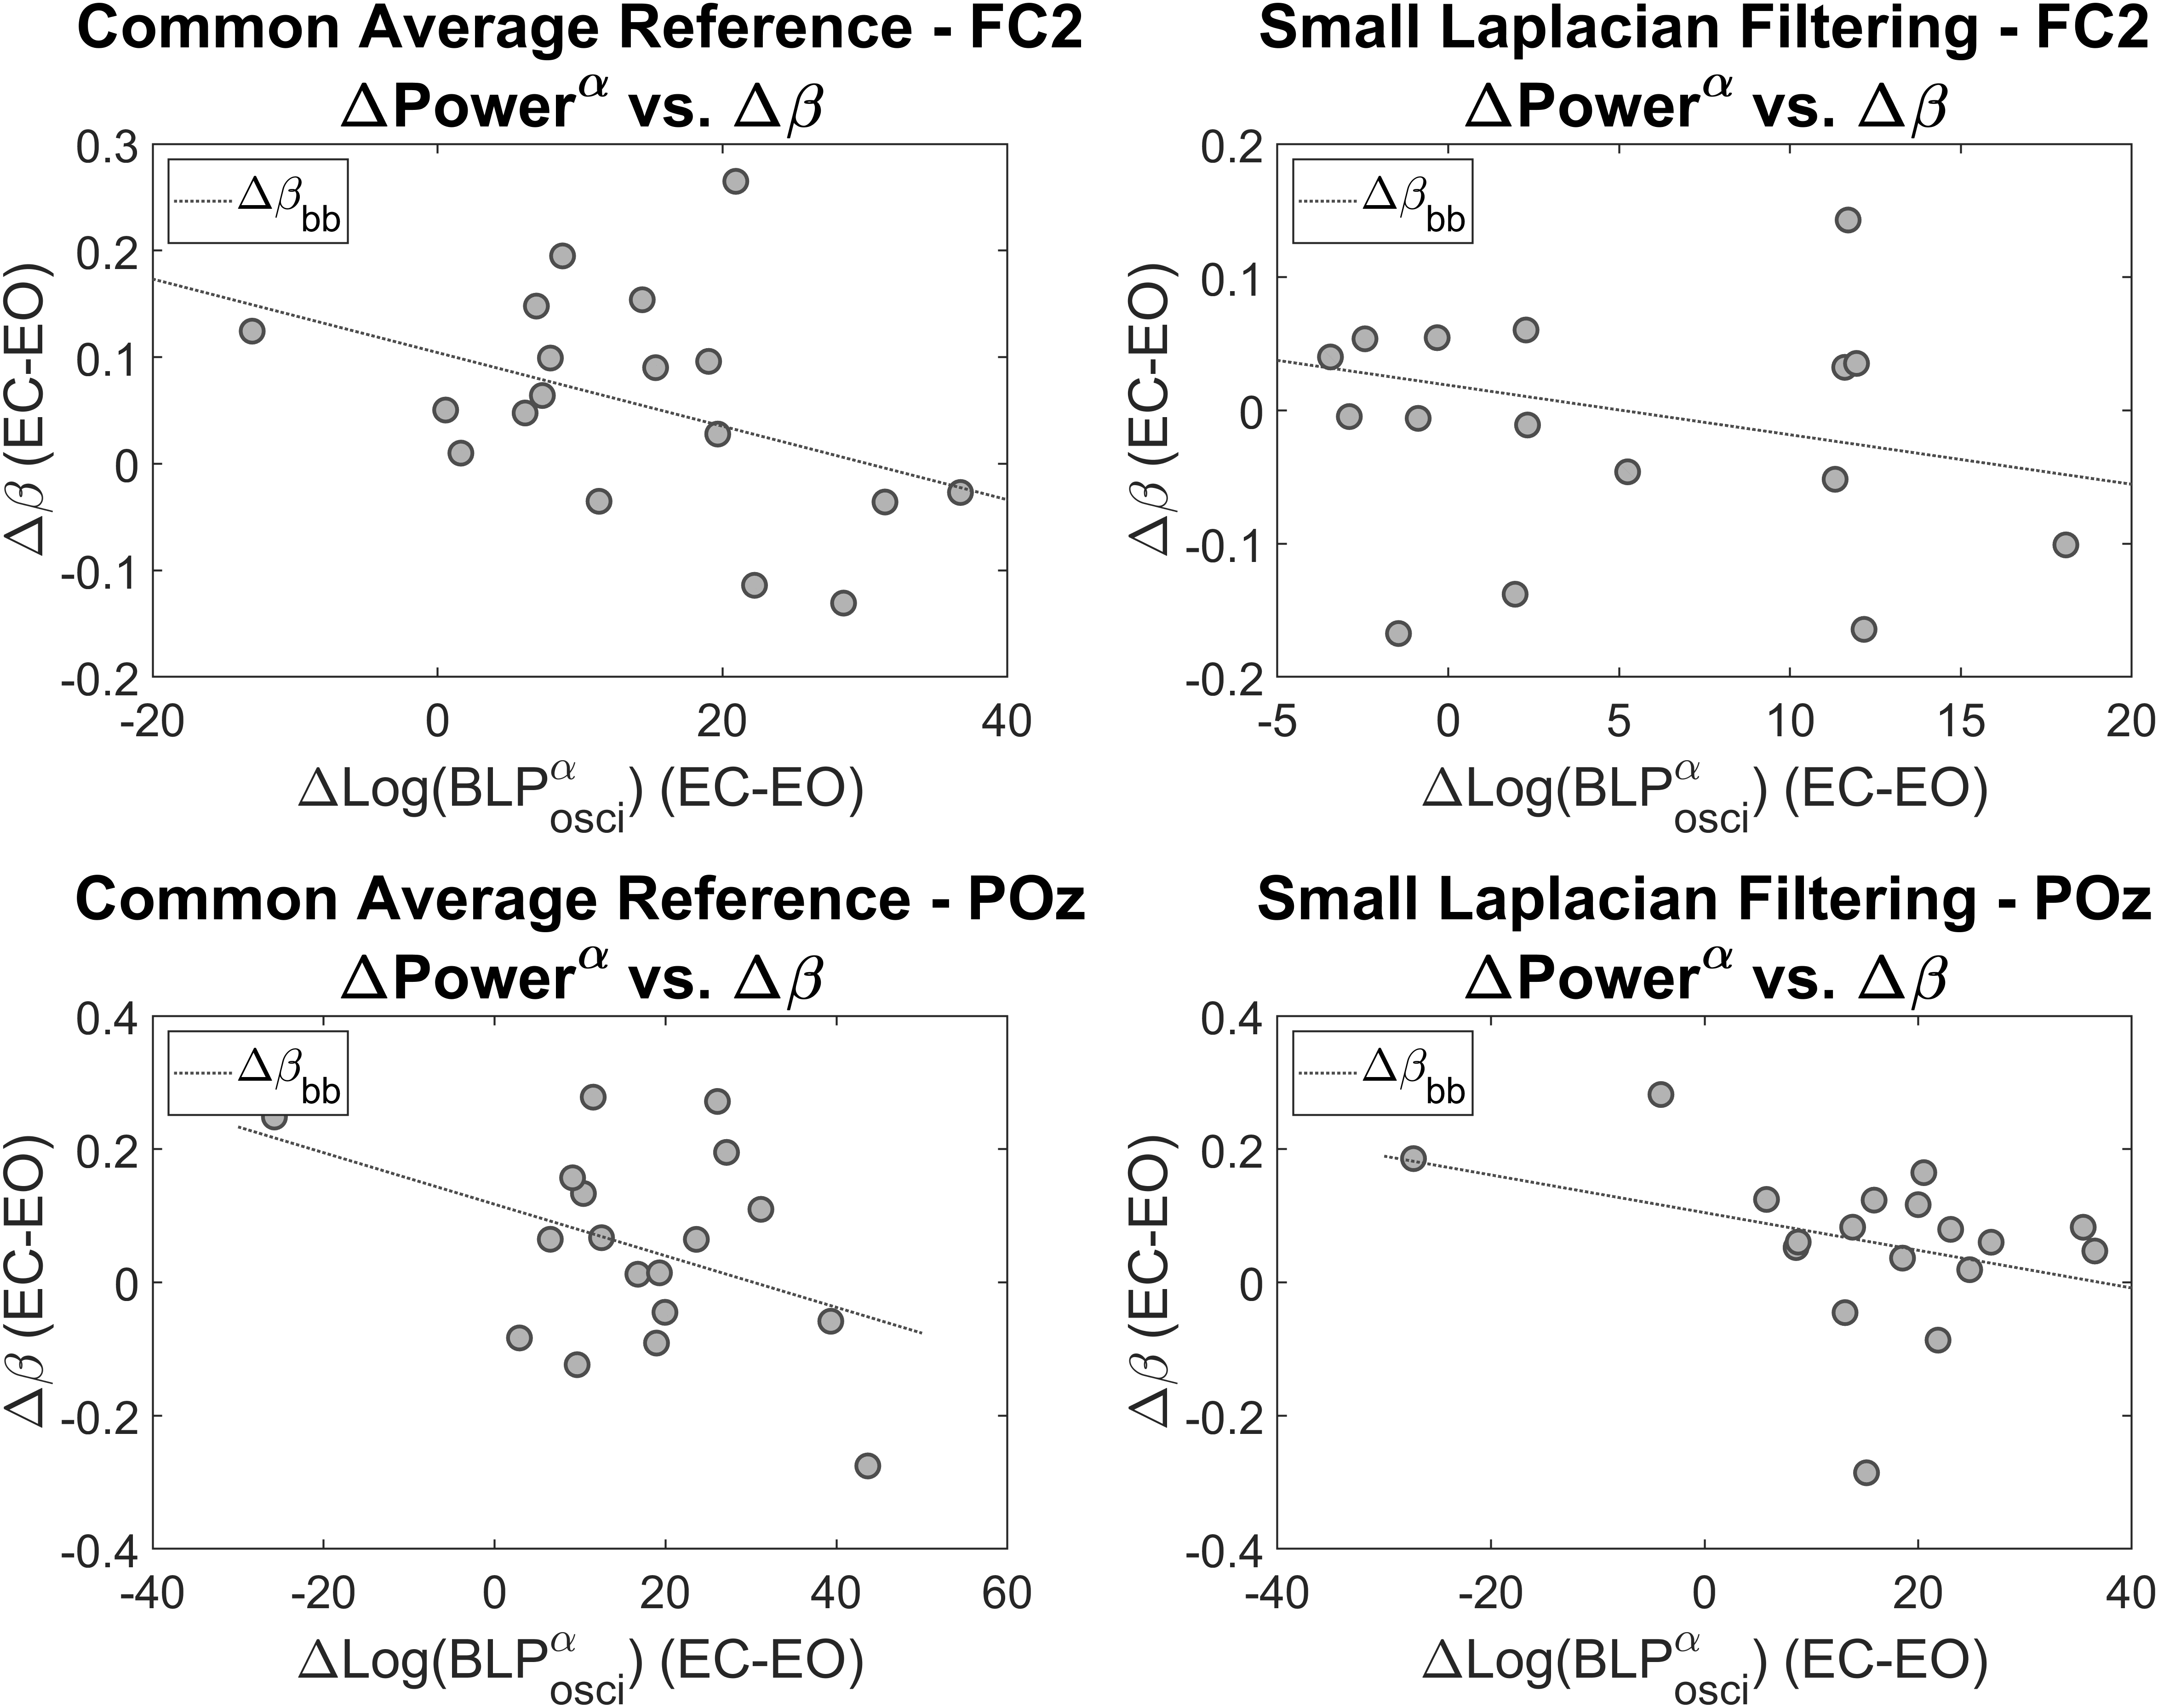 Common Average Reference - FC2
ΔPower^α vs. Δβ
0.3
0.2
0.1
0
-0.1
-0.2
-20 0 20 40
Δβ (EC-EO)
Δβ_bb
ΔLog(BLP^α_osci) (EC-EO)
Small Laplacian Filtering - FC2
ΔPower^α vs. Δβ
0.2
0.1
0
-0.1
-0.2
-5 0 5 10 15 20
Δβ (EC-EO)
Δβ_bb
ΔLog(BLP^α_osci) (EC-EO)
Common Average Reference - POz
ΔPower^α vs. Δβ
0.4
0.2
0
-0.2
-0.4
-40 -20 0 20 40 60
Δβ (EC-EO)
Δβ_bb
ΔLog(BLP^α_osci) (EC-EO)
Small Laplacian Filtering - POz
ΔPower^α vs. Δβ
0.4
0.2
0
-0.2
-0.4
-40 -20 0 20 40
Δβ (EC-EO)
Δβ_bb
ΔLog(BLP^α_osci) (EC-EO)